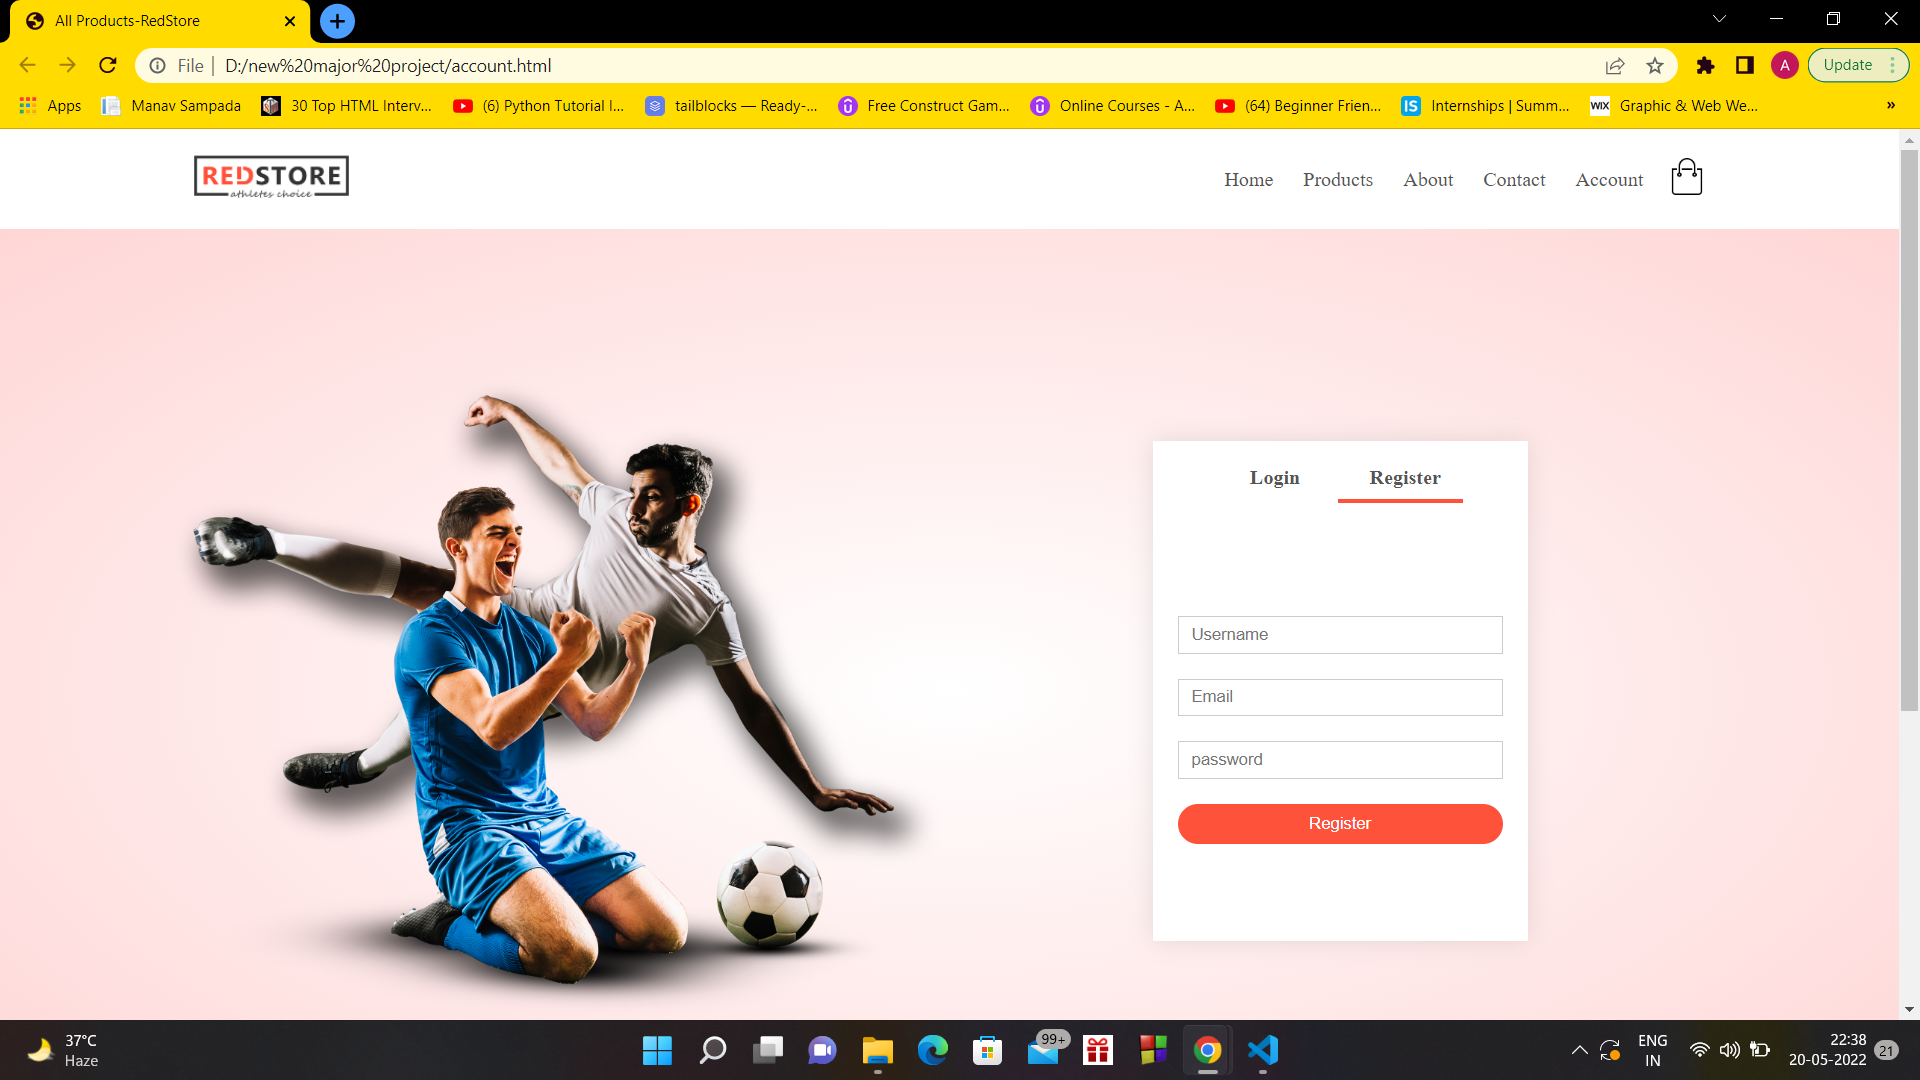 All Products-RedStore
File | D:/new%20major%20project/account.html
Update
Apps Manav Sampada 30 Top HTML Interv... (6) Python Tutorial I... tailblocks — Ready-... Free Construct Gam... Online Courses - A... (64) Beginner Frien... IS Internships | Summ... WIX Graphic & Web We... »
A
REDSTORE
athletes choice
Home Products About Contact Account
Login Register
Username
Email
password
Register
37°C
Haze
99+
ENG
IN
22:38
20-05-2022
21